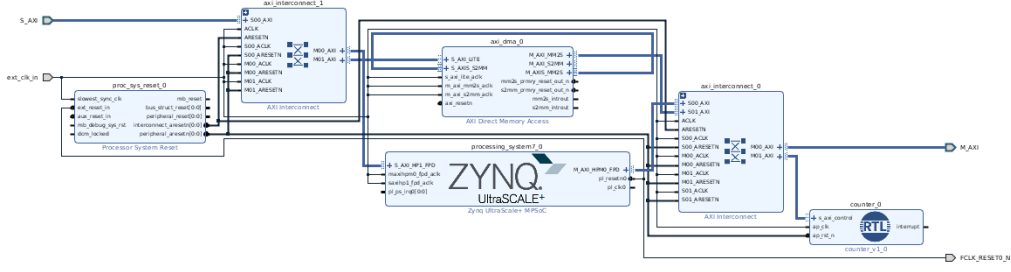 S_AXI
ext_clk_in
proc_sys_reset_0
slowest_sync_clk
ext_reset_in
aux_reset_in
mb_debug_sys_rst
dcm_locked
mb_reset
bus_struct_reset[0:0]
peripheral_reset[0:0]
interconnect_aresetn[0:0]
peripheral_aresetn[0:0]
Processor System Reset
axi_interconnect_1
S00_AXI
ACLK
ARESETN
S00_ACLK
S00_ARESETN
M00_ACLK
M00_ARESETN
M01_ACLK
M01_ARESETN
M00_AXI
M01_AXI
AXI Interconnect
axi_dma_0
S_AXI_LITE
S_AXIS_S2MM
s_axi_lite_aclk
m_axi_mm2s_aclk
m_axi_s2mm_aclk
axi_resetn
M_AXI_MM2S
M_AXI_S2MM
M_AXIS_MM2S
mm2s_prmry_reset_out_n
s2mm_prmry_reset_out_n
mm2s_introut
s2mm_introut
AXI Direct Memory Access
processing_system7_0
S_AXI_HP1_FPD
maxihpm0_fpd_aclk
saxihp1_fpd_aclk
pl_ps_irq0[0:0]
ZYNQ
UltraSCALE+
M_AXI_HPM0_FPD
pl_resetn0
pl_clk0
Zynq UltraScale+ MPSoC
axi_interconnect_0
S00_AXI
S01_AXI
ACLK
ARESETN
S00_ACLK
S00_ARESETN
M00_ACLK
M00_ARESETN
M01_ACLK
M01_ARESETN
S01_ACLK
S01_ARESETN
M00_AXI
M01_AXI
AXI Interconnect
counter_0
s_axi_control
ap_clk
ap_rst_n
RTL
interrupt
counter_v1_0
M_AXI
FCLK_RESET0_N